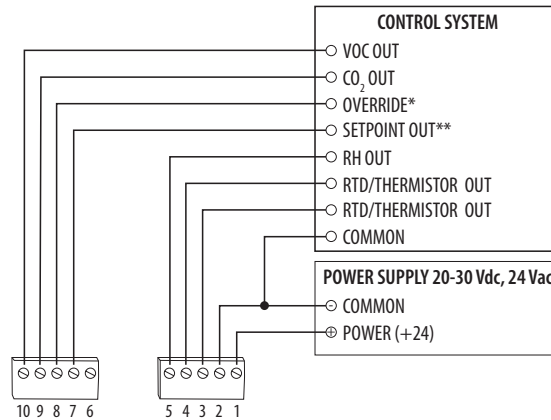 CONTROL SYSTEM
VOC OUT
CO2 OUT
OVERRIDE*
SETPOINT OUT**
RH OUT
RTD/THERMISTOR OUT
RTD/THERMISTOR OUT
COMMON
POWER SUPPLY 20-30 Vdc, 24 Vac
COMMON
POWER (+24)
10 9 8 7 6
5 4 3 2 1